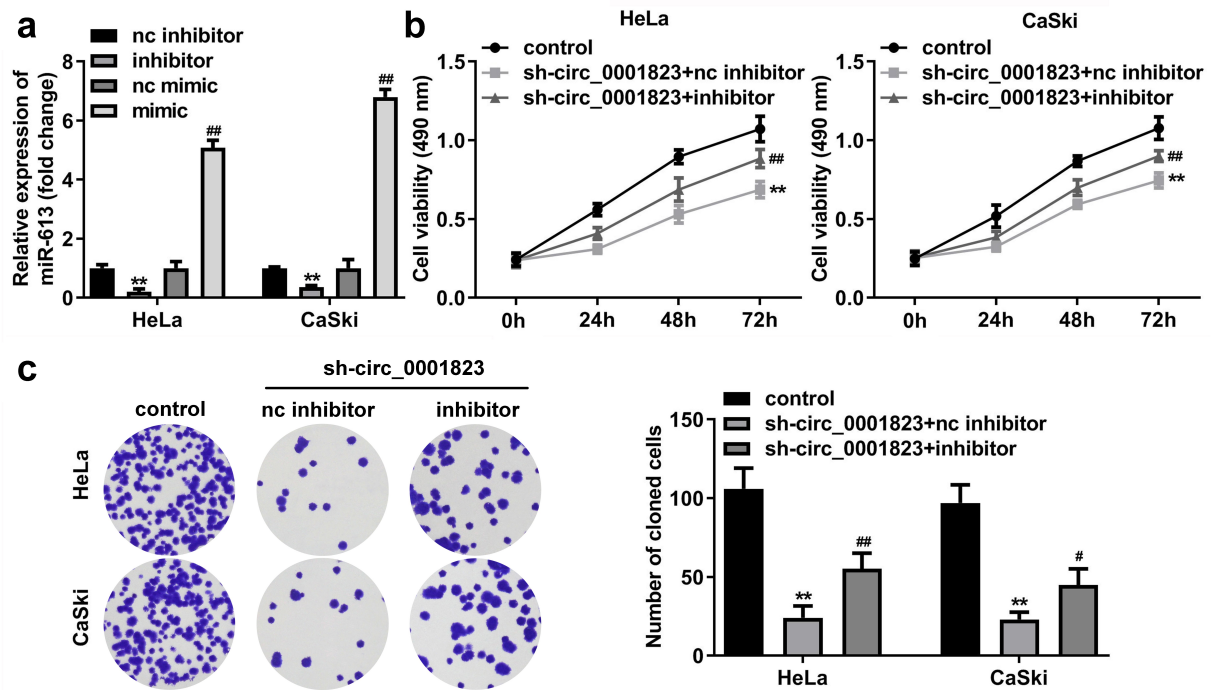 a
nc inhibitor
inhibitor
nc mimic
mimic
Relative expression of
miR-613 (fold change)
8
6
4
2
0
**
##
**
##
HeLa
CaSki
b
HeLa
control
sh-circ_0001823+nc inhibitor
sh-circ_0001823+inhibitor
Cell viability (490 nm)
1.5
1.0
0.5
0.0
##
**
0h
24h
48h
72h
CaSki
control
sh-circ_0001823+nc inhibitor
sh-circ_0001823+inhibitor
Cell viability (490 nm)
1.5
1.0
0.5
0.0
##
**
0h
24h
48h
72h
c
sh-circ_0001823
control
nc inhibitor
inhibitor
HeLa
CaSki
control
sh-circ_0001823+nc inhibitor
sh-circ_0001823+inhibitor
Number of cloned cells
150
100
50
0
**
##
**
#
HeLa
CaSki